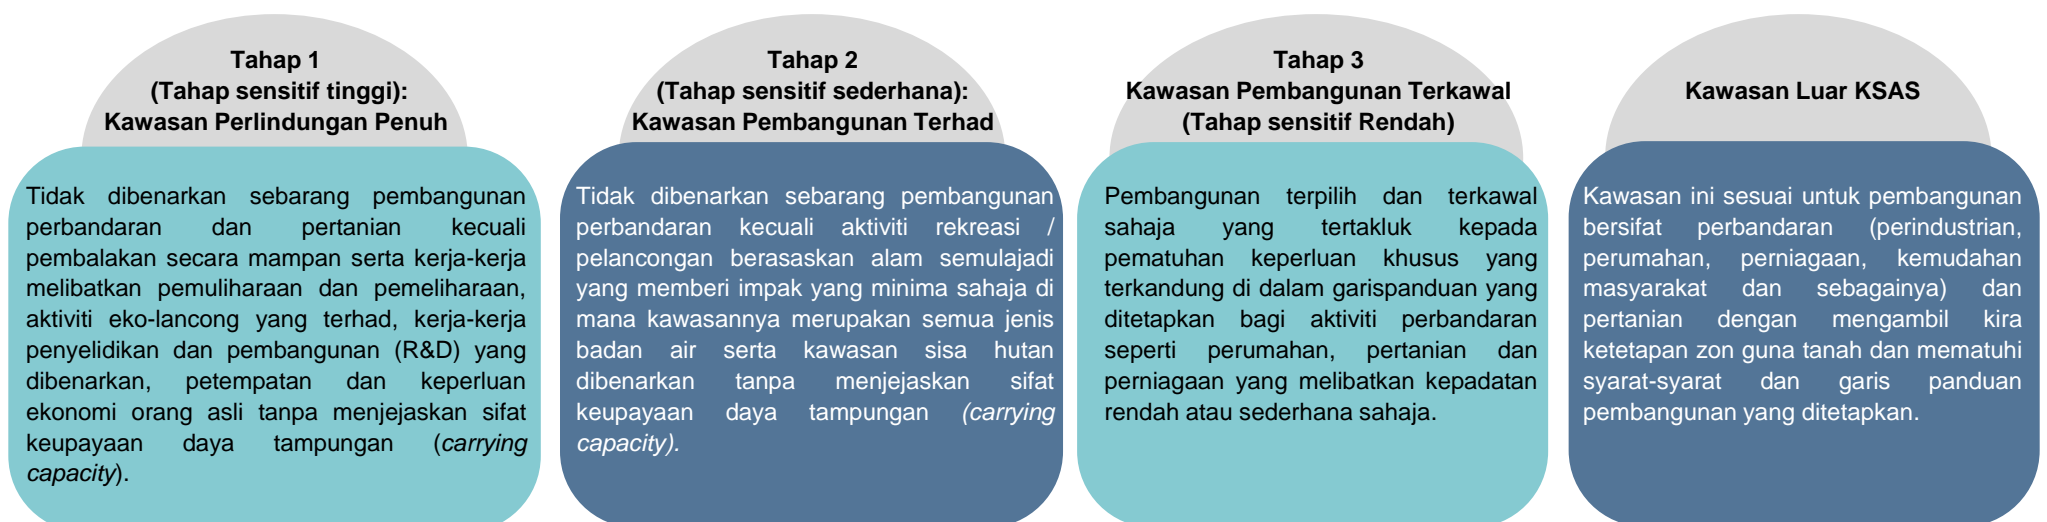 Tahap 1
(Tahap sensitif tinggi):
Kawasan Perlindungan Penuh
Tidak dibenarkan sebarang pembangunan
perbandaran dan pertanian kecuali
pembalakan secara mampan serta kerja-kerja
melibatkan pemuliharaan dan pemeliharaan,
aktiviti eko-lancong yang terhad, kerja-kerja
penyelidikan dan pembangunan (R&D) yang
dibenarkan, petempatan dan keperluan
ekonomi orang asli tanpa menjejaskan sifat
keupayaan daya tampungan (carrying
capacity).
Tahap 2
(Tahap sensitif sederhana):
Kawasan Pembangunan Terhad
Tidak dibenarkan sebarang pembangunan
perbandaran kecuali aktiviti rekreasi /
pelancongan berasaskan alam semulajadi
yang memberi impak yang minima sahaja di
mana kawasannya merupakan semua jenis
badan air serta kawasan sisa hutan
dibenarkan tanpa menjejaskan sifat
keupayaan daya tampungan (carrying
capacity).
Tahap 3
Kawasan Pembangunan Terkawal
(Tahap sensitif Rendah)
Pembangunan terpilih dan terkawal
sahaja yang tertakluk kepada
pematuhan keperluan khusus yang
terkandung di dalam garispanduan yang
ditetapkan bagi aktiviti perbandaran
seperti perumahan, pertanian dan
perniagaan yang melibatkan kepadatan
rendah atau sederhana sahaja.
Kawasan Luar KSAS
Kawasan ini sesuai untuk pembangunan
bersifat perbandaran (perindustrian,
perumahan, perniagaan, kemudahan
masyarakat dan sebagainya) dan
pertanian dengan mengambil kira
ketetapan zon guna tanah dan mematuhi
syarat-syarat dan garis panduan
pembangunan yang ditetapkan.